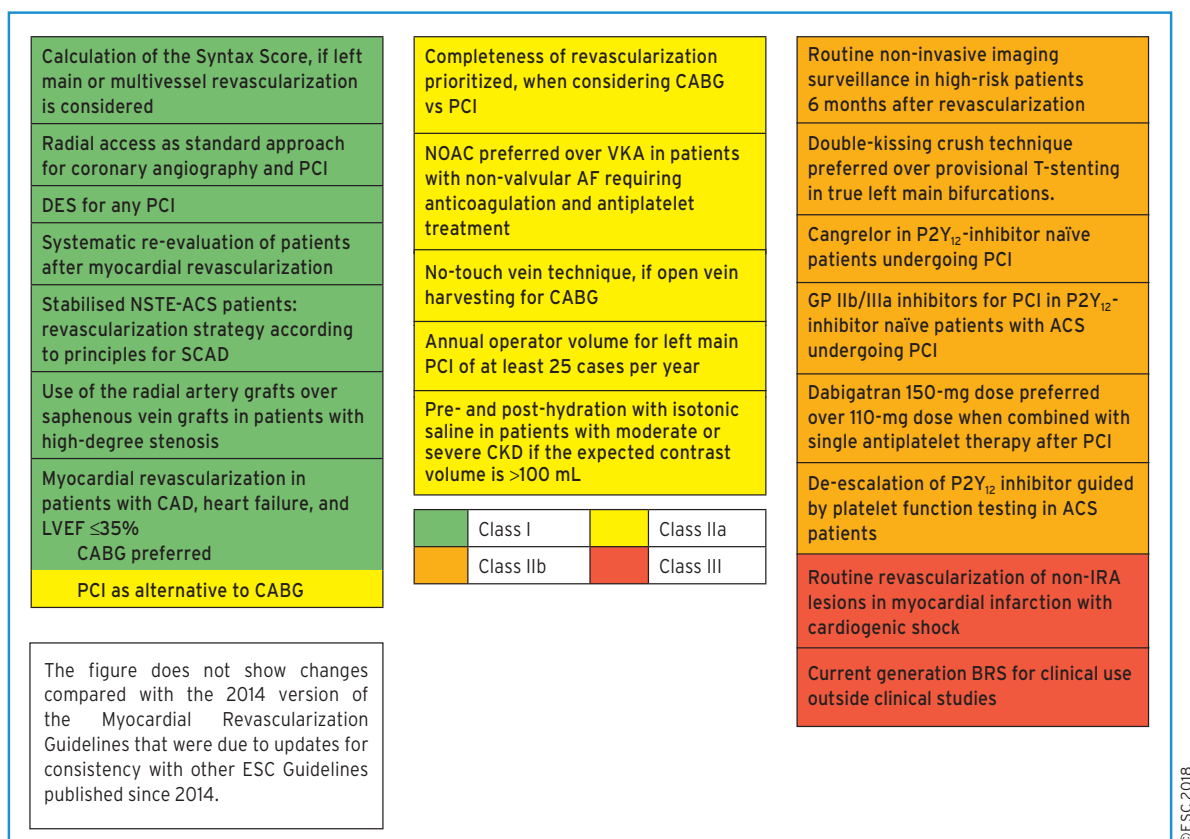 Calculation of the Syntax Score, if left
main or multivessel revascularization
is considered
Radial access as standard approach
for coronary angiography and PCI
DES for any PCI
Systematic re-evaluation of patients
after myocardial revascularization
Stabilised NSTE-ACS patients:
revascularization strategy according
to principles for SCAD
Use of the radial artery grafts over
saphenous vein grafts in patients with
high-degree stenosis
Myocardial revascularization in
patients with CAD, heart failure, and
LVEF ≤35%
CABG preferred
PCI as alternative to CABG
The figure does not show changes
compared with the 2014 version of
the Myocardial Revascularization
Guidelines that were due to updates for
consistency with other ESC Guidelines
published since 2014.
Completeness of revascularization
prioritized, when considering CABG
vs PCI
NOAC preferred over VKA in patients
with non-valvular AF requiring
anticoagulation and antiplatelet
treatment
No-touch vein technique, if open vein
harvesting for CABG
Annual operator volume for left main
PCI of at least 25 cases per year
Pre- and post-hydration with isotonic
saline in patients with moderate or
severe CKD if the expected contrast
volume is >100 mL
Class I
Class IIa
Class IIb
Class III
Routine non-invasive imaging
surveillance in high-risk patients
6 months after revascularization
Double-kissing crush technique
preferred over provisional T-stenting
in true left main bifurcations.
Cangrelor in P2Y₁₂-inhibitor naïve
patients undergoing PCI
GP IIb/IIIa inhibitors for PCI in P2Y₁₂-
inhibitor naïve patients with ACS
undergoing PCI
Dabigatran 150-mg dose preferred
over 110-mg dose when combined with
single antiplatelet therapy after PCI
De-escalation of P2Y₁₂ inhibitor guided
by platelet function testing in ACS
patients
Routine revascularization of non-IRA
lesions in myocardial infarction with
cardiogenic shock
Current generation BRS for clinical use
outside clinical studies
©ESC 2018